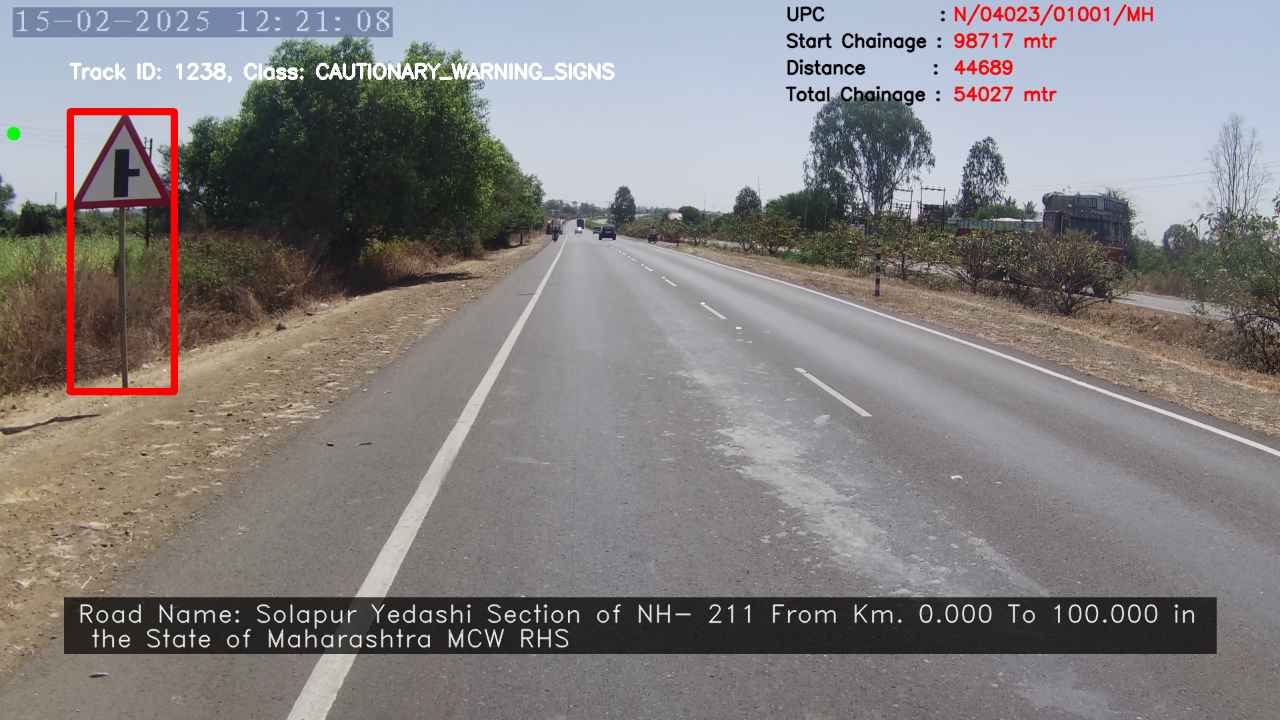 15-02-2025 12:21:08
UPC : N/04023/01001/MH
Start Chainage : 98717 mtr
Distance : 44689
Total Chainage : 54027 mtr
Track ID: 1238, Class: CAUTIONARY_WARNING_SIGNS
Road Name: Solapur Yedashi Section of NH- 211 From Km. 0.000 To 100.000 in
the State of Maharashtra MCW RHS